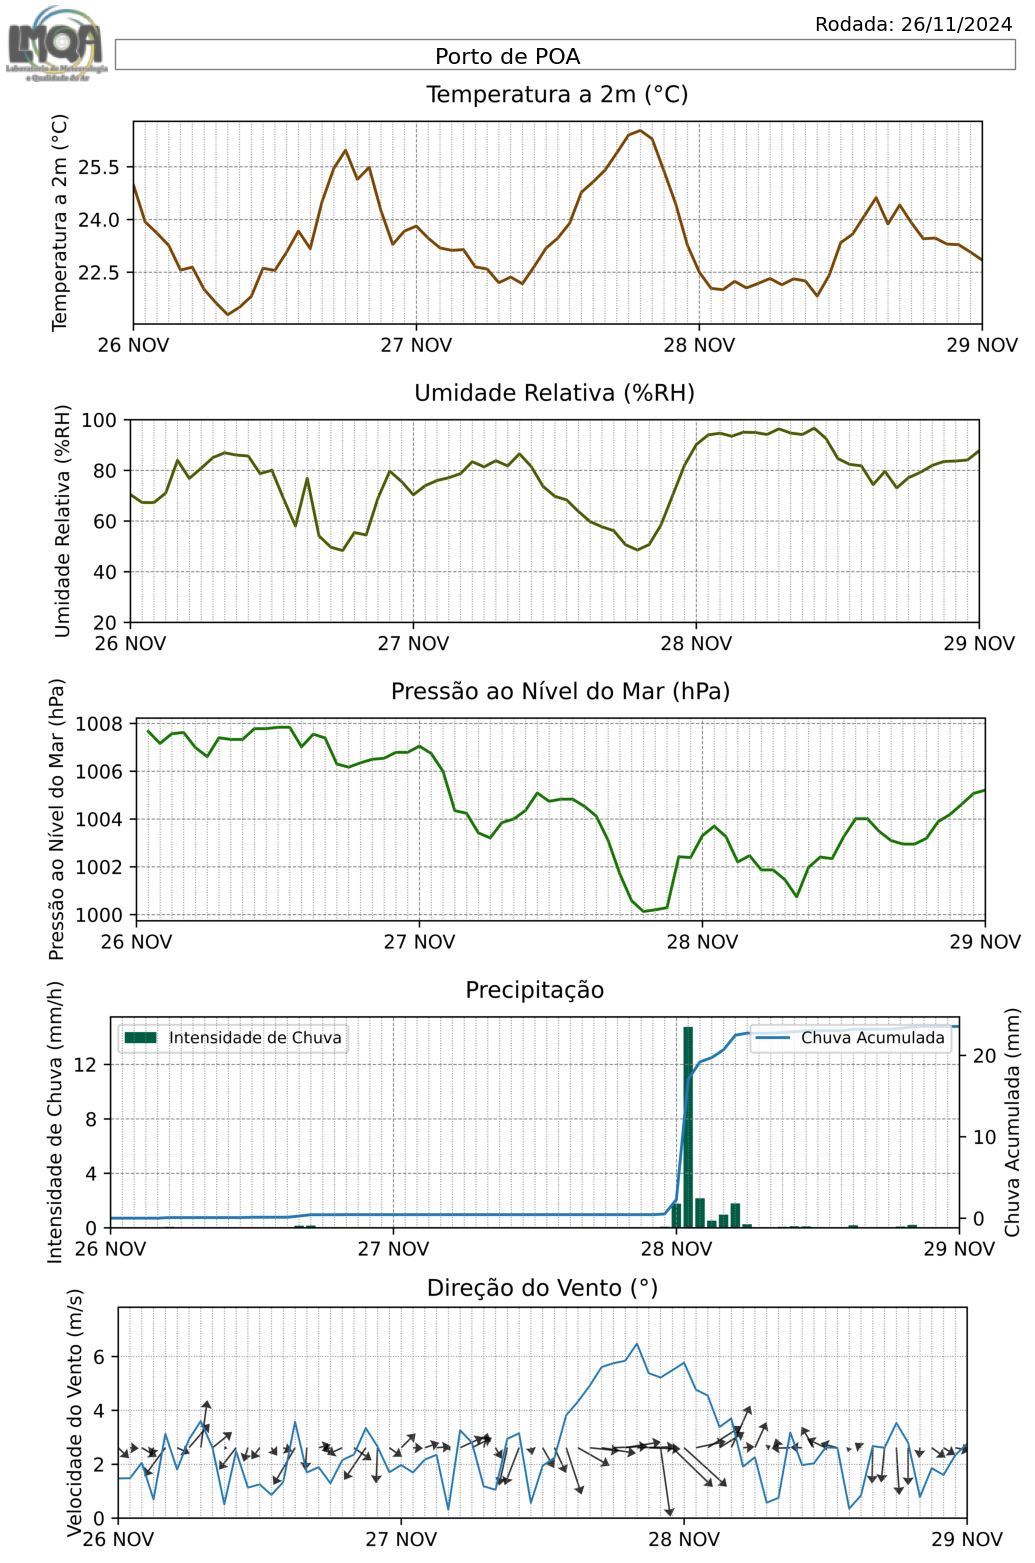 LMQA
Laboratório de Meteorologia
e Qualidade do Ar
Rodada: 26/11/2024
Porto de POA
Temperatura a 2m (°C)
Temperatura a 2m (°C)
25.5
24.0
22.5
26 NOV 27 NOV 28 NOV 29 NOV
Umidade Relativa (%RH)
Umidade Relativa (%RH)
100
80
60
40
20
26 NOV 27 NOV 28 NOV 29 NOV
Pressão ao Nível do Mar (hPa)
Pressão ao Nível do Mar (hPa)
1008
1006
1004
1002
1000
26 NOV 27 NOV 28 NOV 29 NOV
Precipitação
Intensidade de Chuva (mm/h)
Intensidade de Chuva
Chuva Acumulada
12
8
4
0
20
10
0
Chuva Acumulada (mm)
26 NOV 27 NOV 28 NOV 29 NOV
Direção do Vento (°)
Velocidade do Vento (m/s)
6
4
2
0
26 NOV 27 NOV 28 NOV 29 NOV